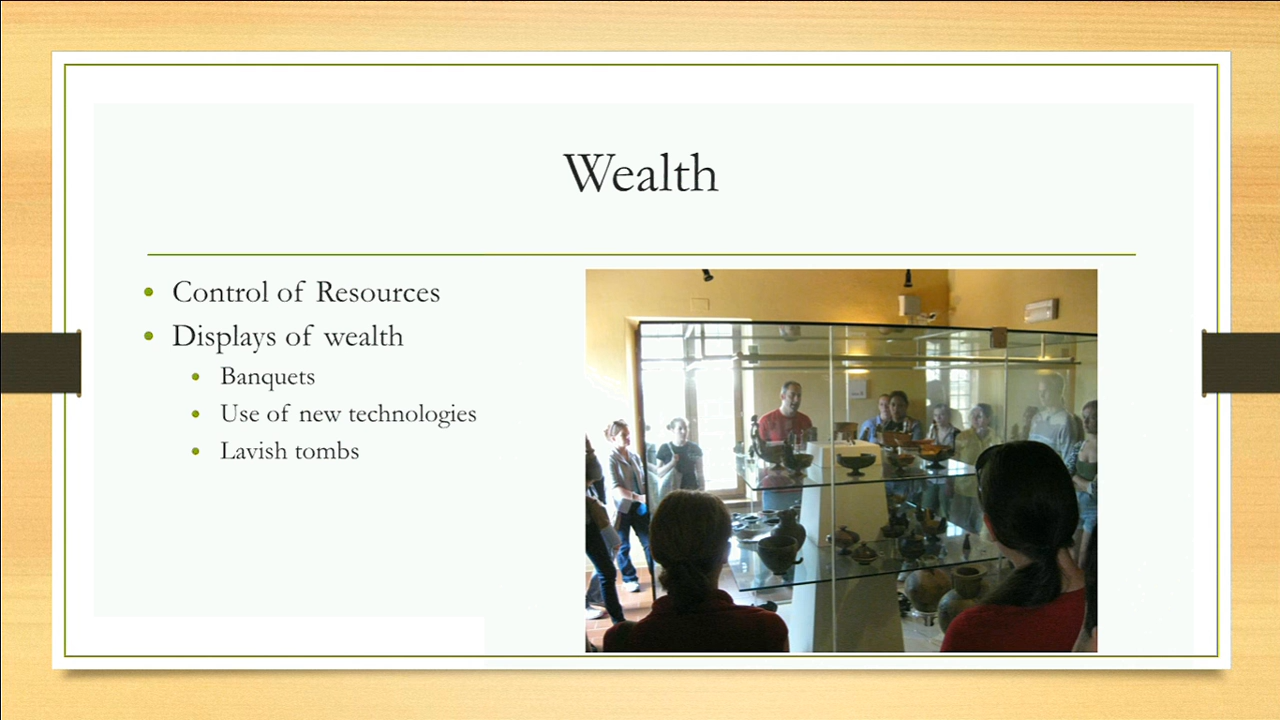 Wealth
Control of Resources
Displays of wealth
Banquets
Use of new technologies
Lavish tombs